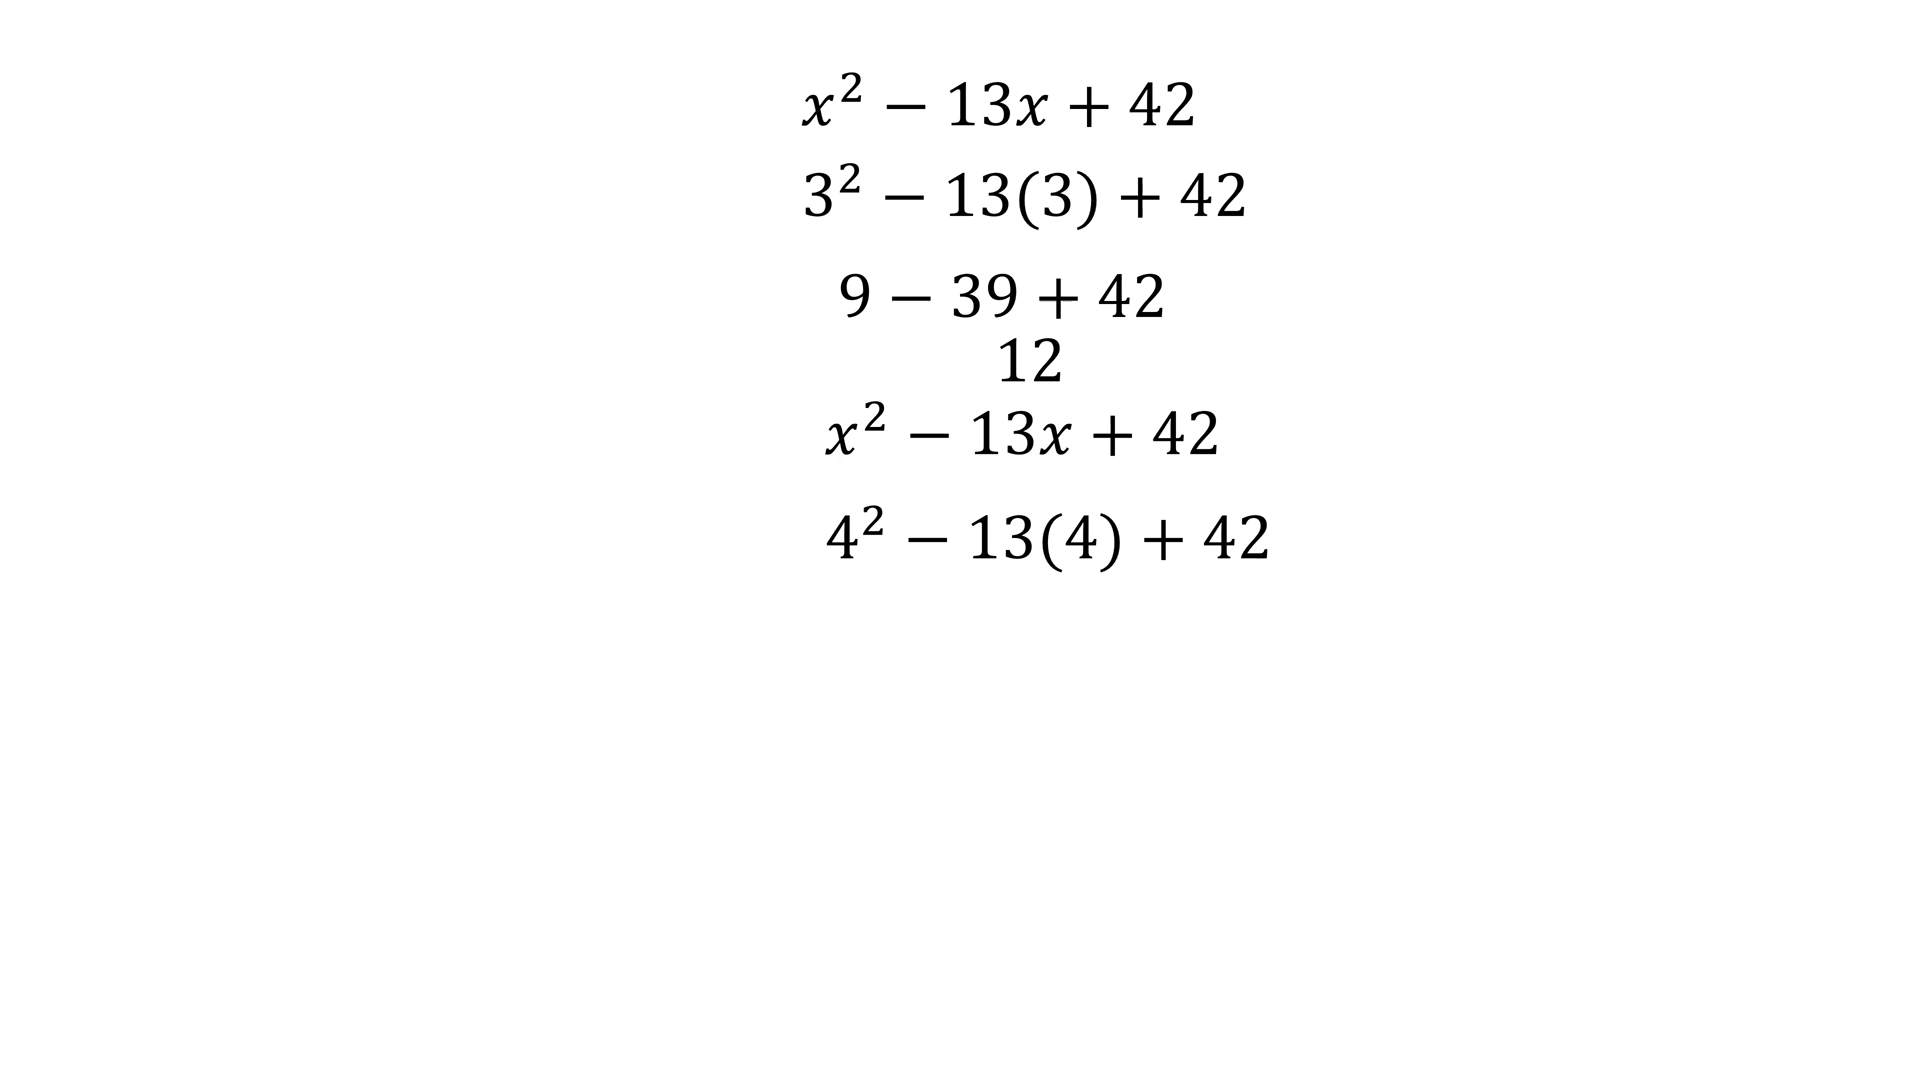 x² − 13x + 42
3² − 13(3) + 42
9 − 39 + 42
12
x² − 13x + 42
4² − 13(4) + 42